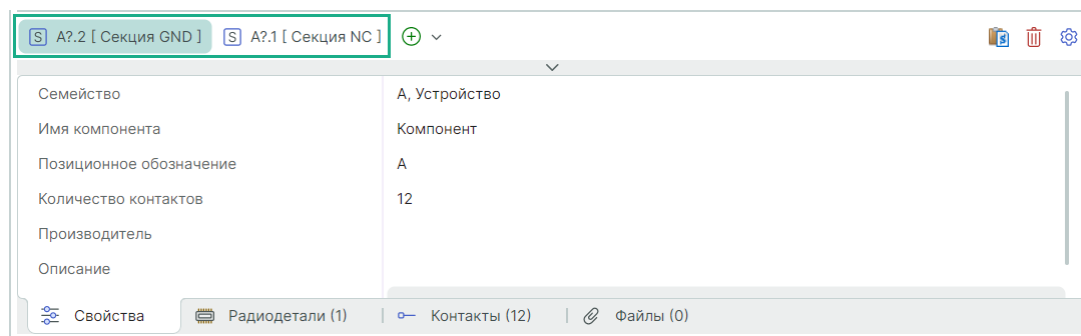 S A?.2 [ Секция GND ] S A?.1 [ Секция NC ]
Семейство А, Устройство
Имя компонента Компонент
Позиционное обозначение А
Количество контактов 12
Производитель
Описание
Свойства Радиодетали (1) Контакты (12) Файлы (0)